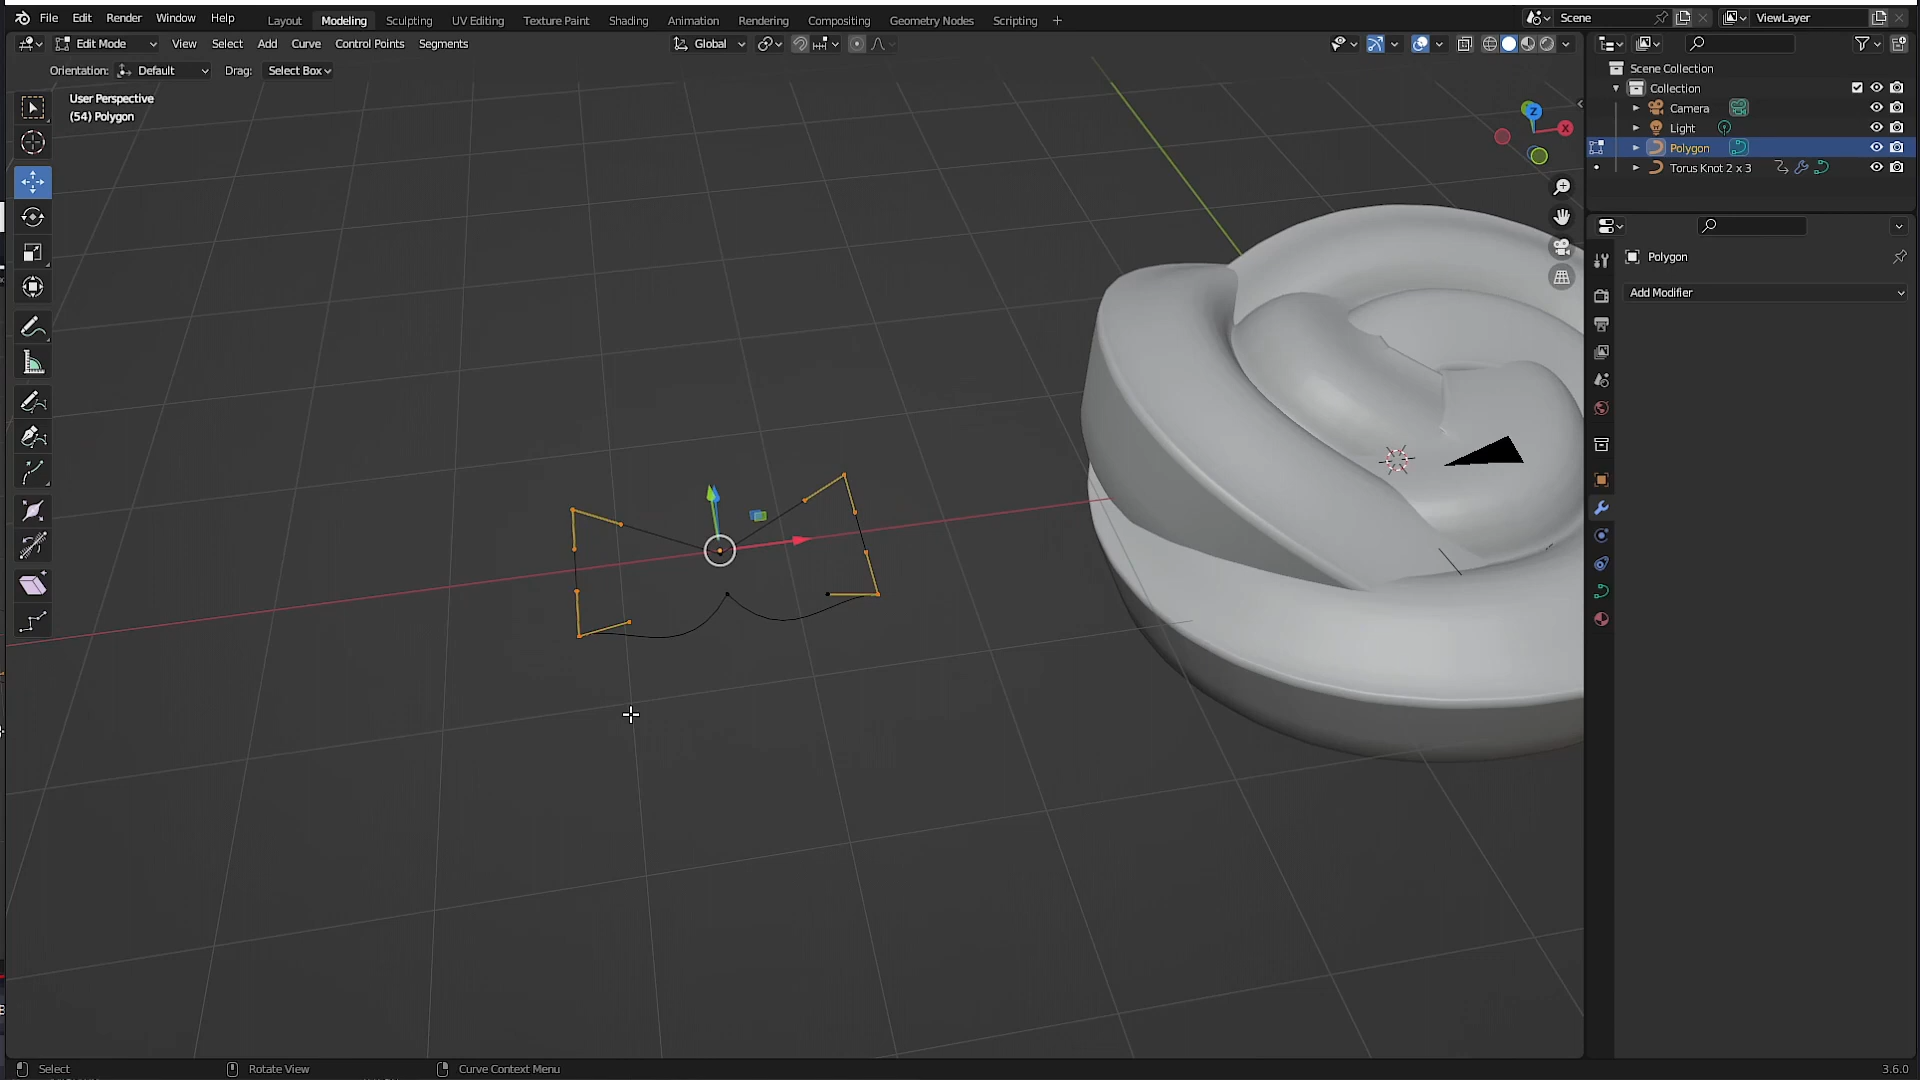 File Edit Render Window Help Layout Modeling Sculpting UV Editing Texture Paint Shading Animation Rendering Compositing Geometry Nodes Scripting + Scene ViewLayer
Edit Mode View Select Add Curve Control Points Segments Global
Orientation: Default Drag: Select Box
User Perspective
(54) Polygon
Z
X
Scene Collection
Collection
Camera
Light
Polygon
Torus Knot 2 x 3
Polygon
Add Modifier
Select Rotate View Curve Context Menu 3.6.0